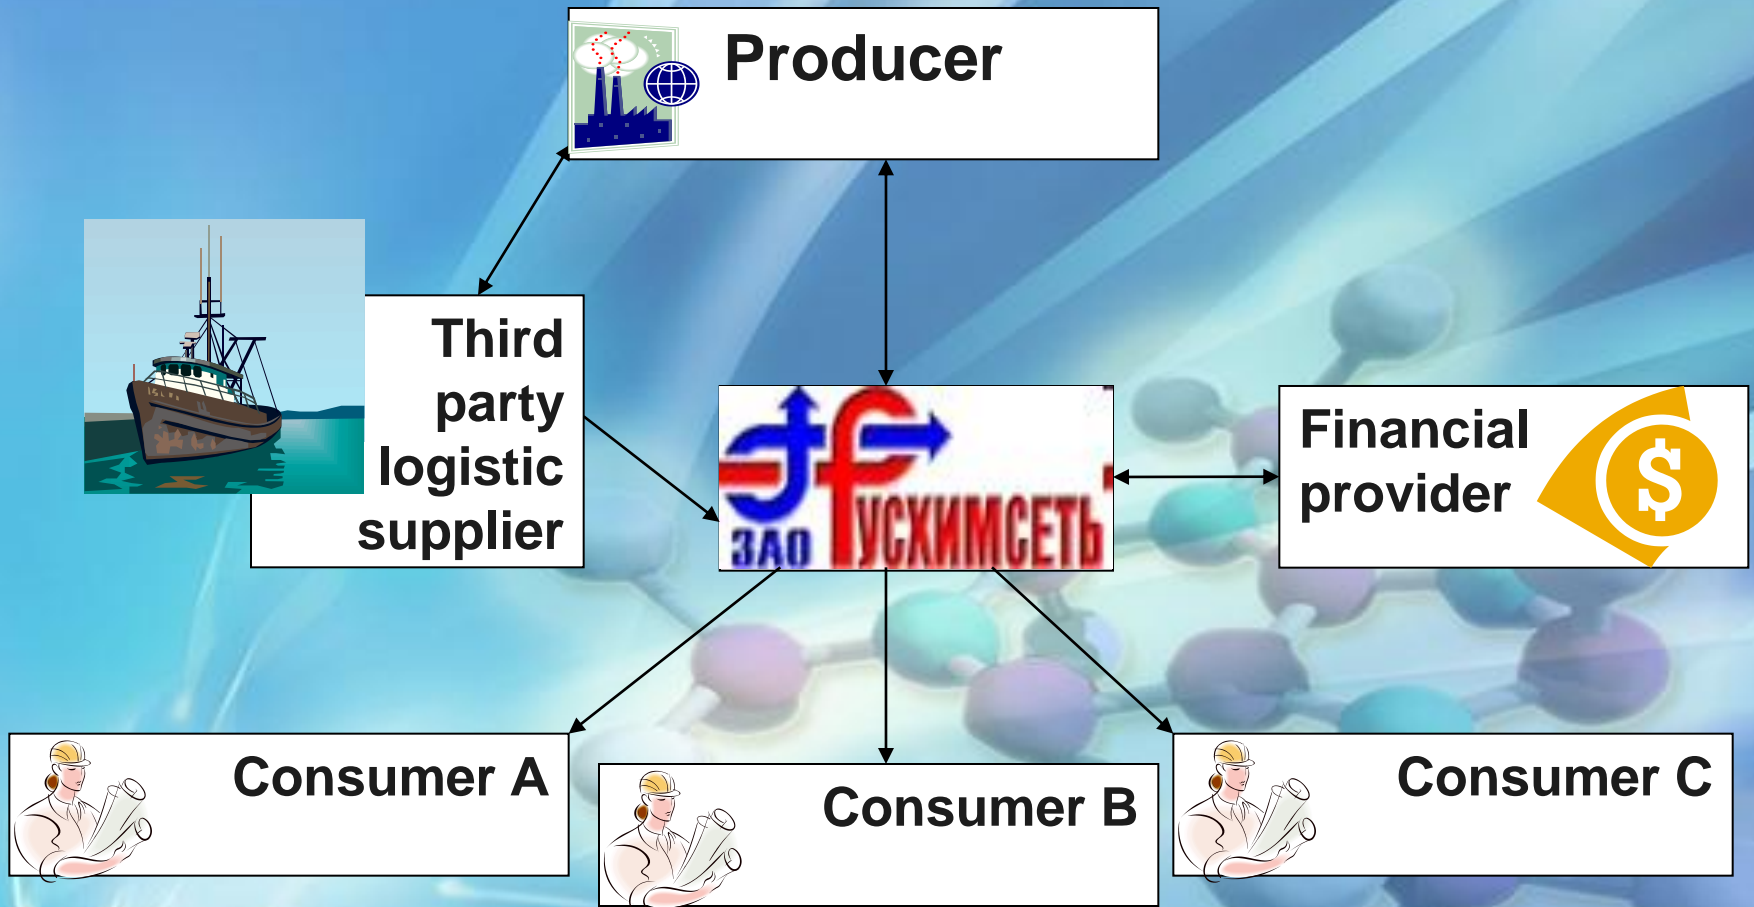 Producer
Third
party
logistic
supplier
ЗАО РУСХИМСЕТЬ
Financial
provider
$
Consumer A
Consumer B
Consumer C